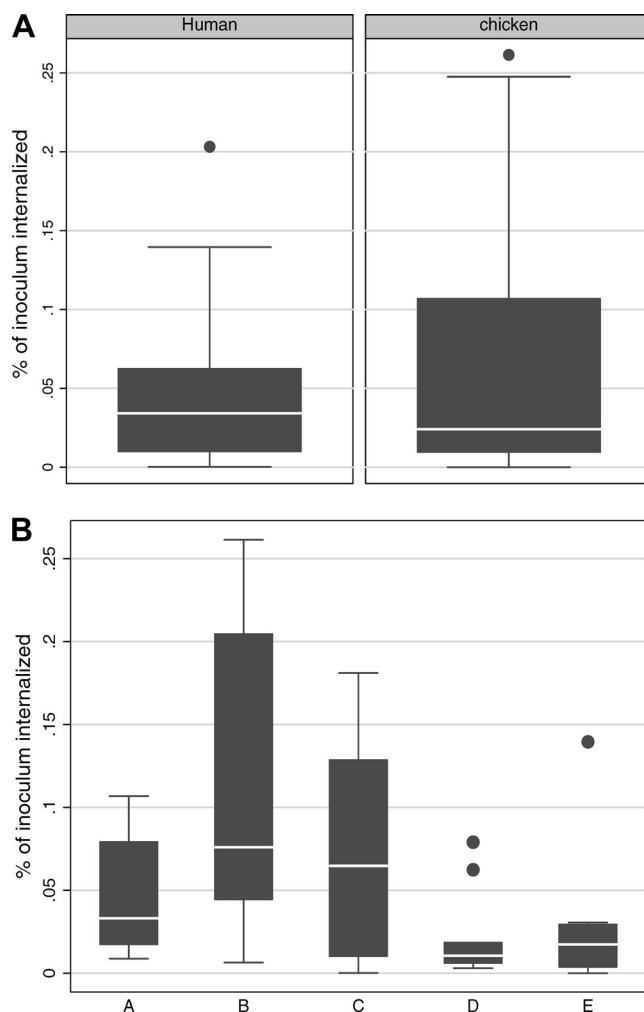 A
Human
chicken
% of inoculum internalized
.25
.2
.15
.1
.05
0
B
% of inoculum internalized
.25
.2
.15
.1
.05
0
A B C D E